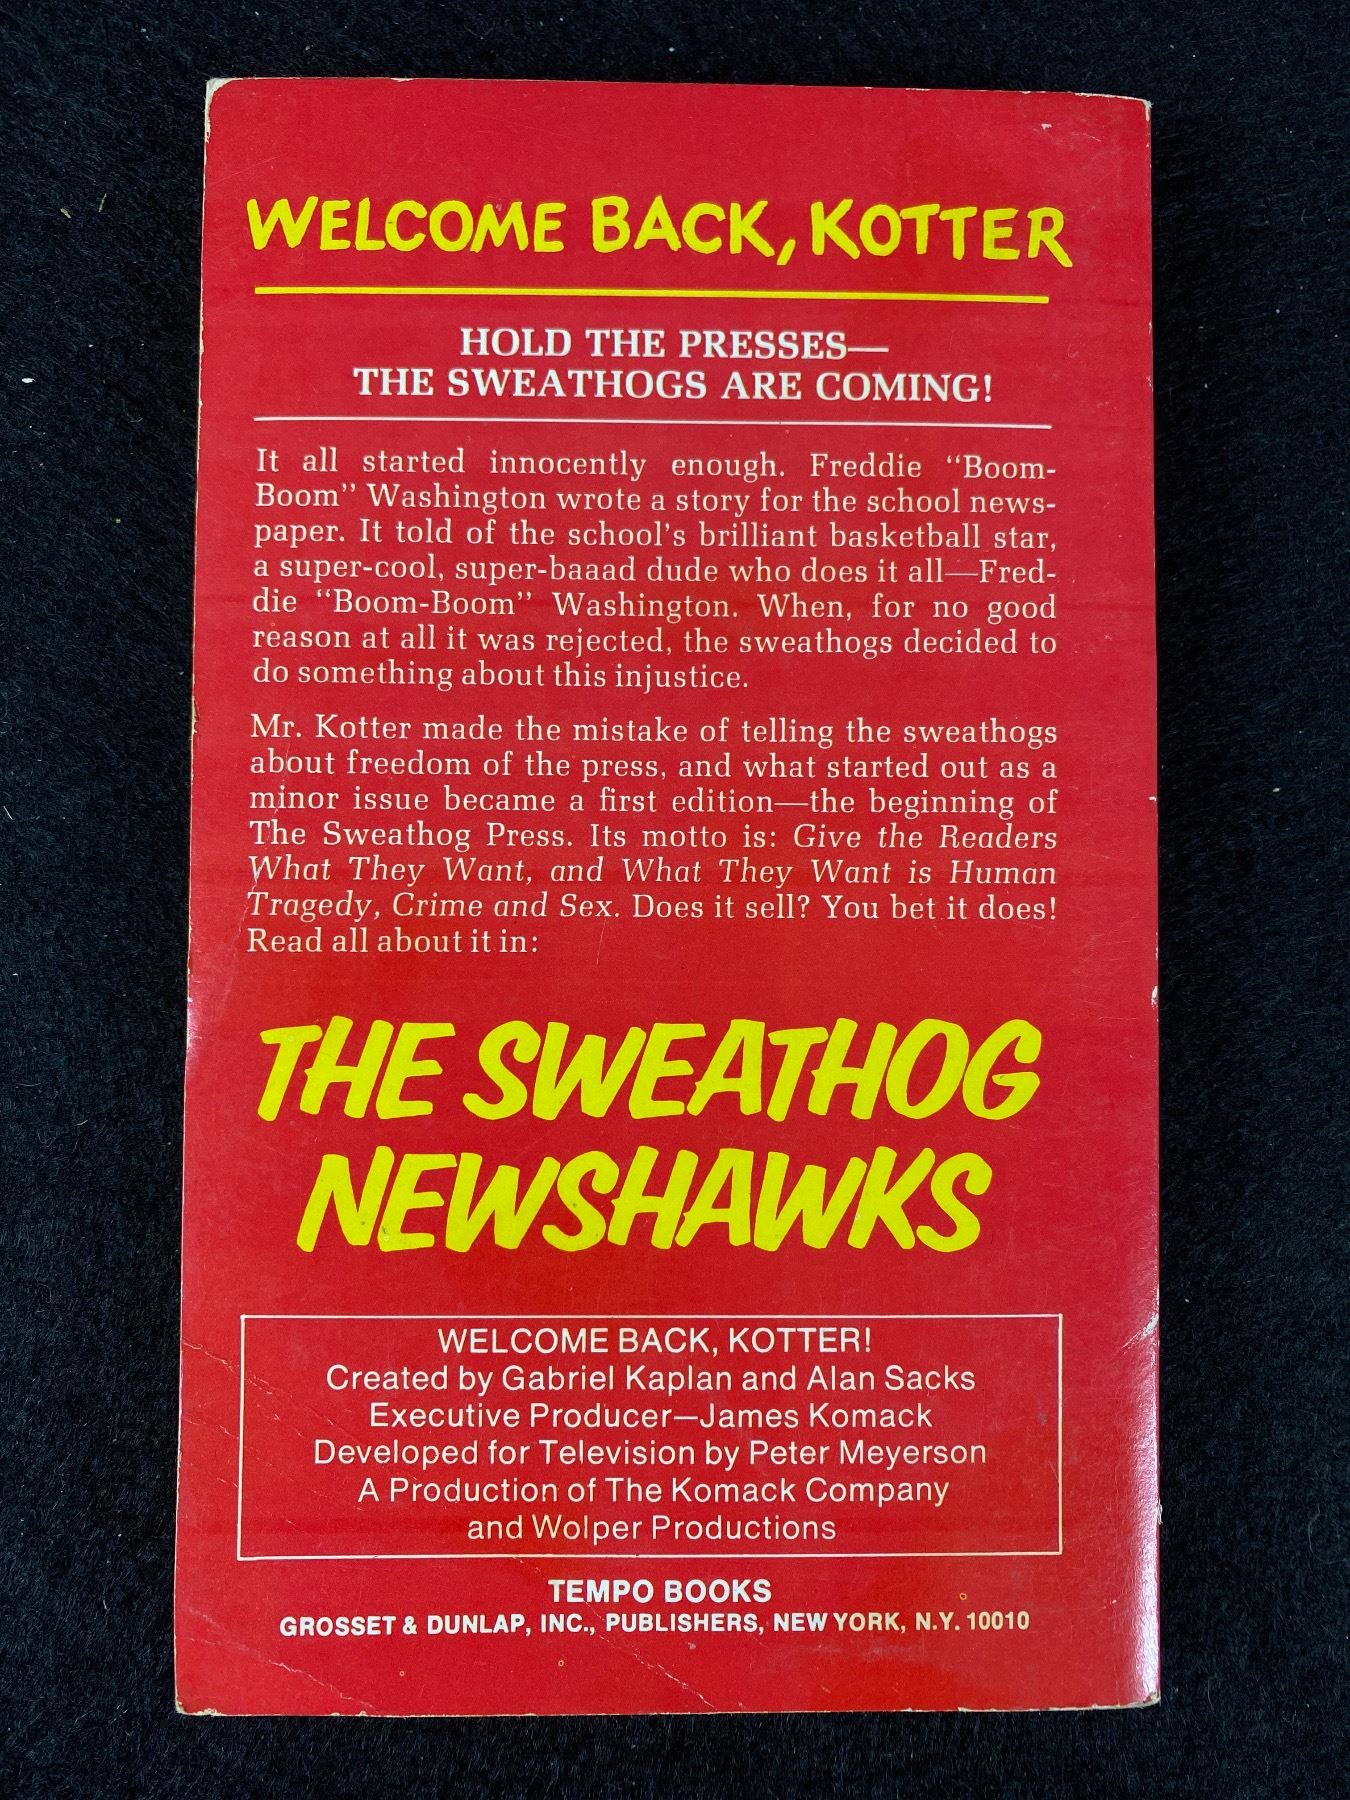 WELCOME BACK, KOTTER
HOLD THE PRESSES—
THE SWEATHOGS ARE COMING!
It all started innocently enough. Freddie "Boom-
Boom" Washington wrote a story for the school news-
paper. It told of the school's brilliant basketball star,
a super-cool, super-baaad dude who does it all—Fred-
die "Boom-Boom" Washington. When, for no good
reason at all it was rejected, the sweathogs decided to
do something about this injustice.
Mr. Kotter made the mistake of telling the sweathogs
about freedom of the press, and what started out as a
minor issue became a first edition—the beginning of
The Sweathog Press. Its motto is: Give the Readers
What They Want, and What They Want is Human
Tragedy, Crime and Sex. Does it sell? You bet it does!
Read all about it in:
THE SWEATHOG
NEWSHAWKS
WELCOME BACK, KOTTER!
Created by Gabriel Kaplan and Alan Sacks
Executive Producer—James Komack
Developed for Television by Peter Meyerson
A Production of The Komack Company
and Wolper Productions
TEMPO BOOKS
GROSSET & DUNLAP, INC., PUBLISHERS, NEW YORK, N.Y. 10010